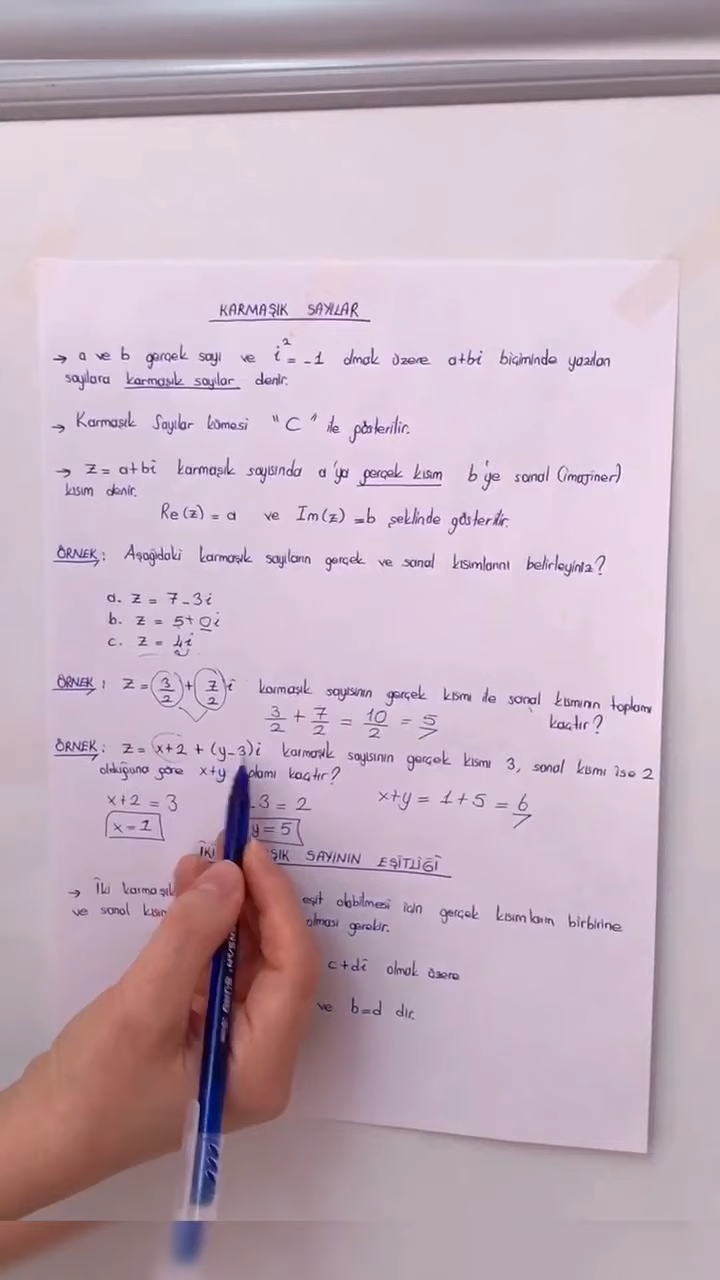 KARMAŞIK SAYILAR
→ a ve b gerçek sayı ve i² = -1 olmak üzere a+bi biçiminde yazılan
sayılara karmaşık sayılar denir.
→ Karmaşık Sayılar kümesi "C" ile gösterilir.
→ z = a+bi karmaşık sayısında a'ya gerçek kısım b'ye sanal (imajiner)
kısım denir.
Re(z) = a ve Im(z) = b şeklinde gösterilir.
ÖRNEK: Aşağıdaki karmaşık sayıların gerçek ve sanal kısımlarını belirleyiniz?
a. z = 7-3i
b. z = 5+0i
c. z = 4i
ÖRNEK: z = 3/2 + 7/2 i karmaşık sayısının gerçek kısmı ile sanal kısmının toplamı
kaçtır?
3/2 + 7/2 = 10/2 = 5
ÖRNEK: z = x+2 + (y-3)i karmaşık sayısının gerçek kısmı 3, sanal kısmı ise 2
olduğuna göre x+y kaçtır?
x+2 = 3 -3 = 2 x+y = 1+5 = 6
x=1 y=5
İKİ SAYININ EŞİTLİĞİ
→ İki karmaşık eşit olabilmesi için gerçek kısımların birbirine
ve sanal olması gerekir.
c+di olmak üzere
ve b=d dir.